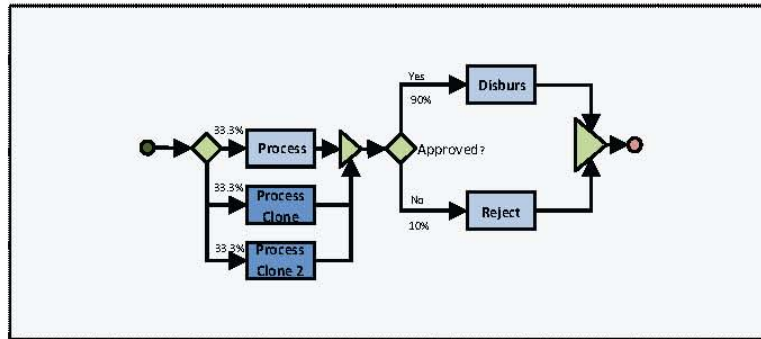 Yes
90%
Disburs
33.3%
Process
Approved?
33.3%
Process
Clone
No
10%
Reject
33.3%
Process
Clone 2